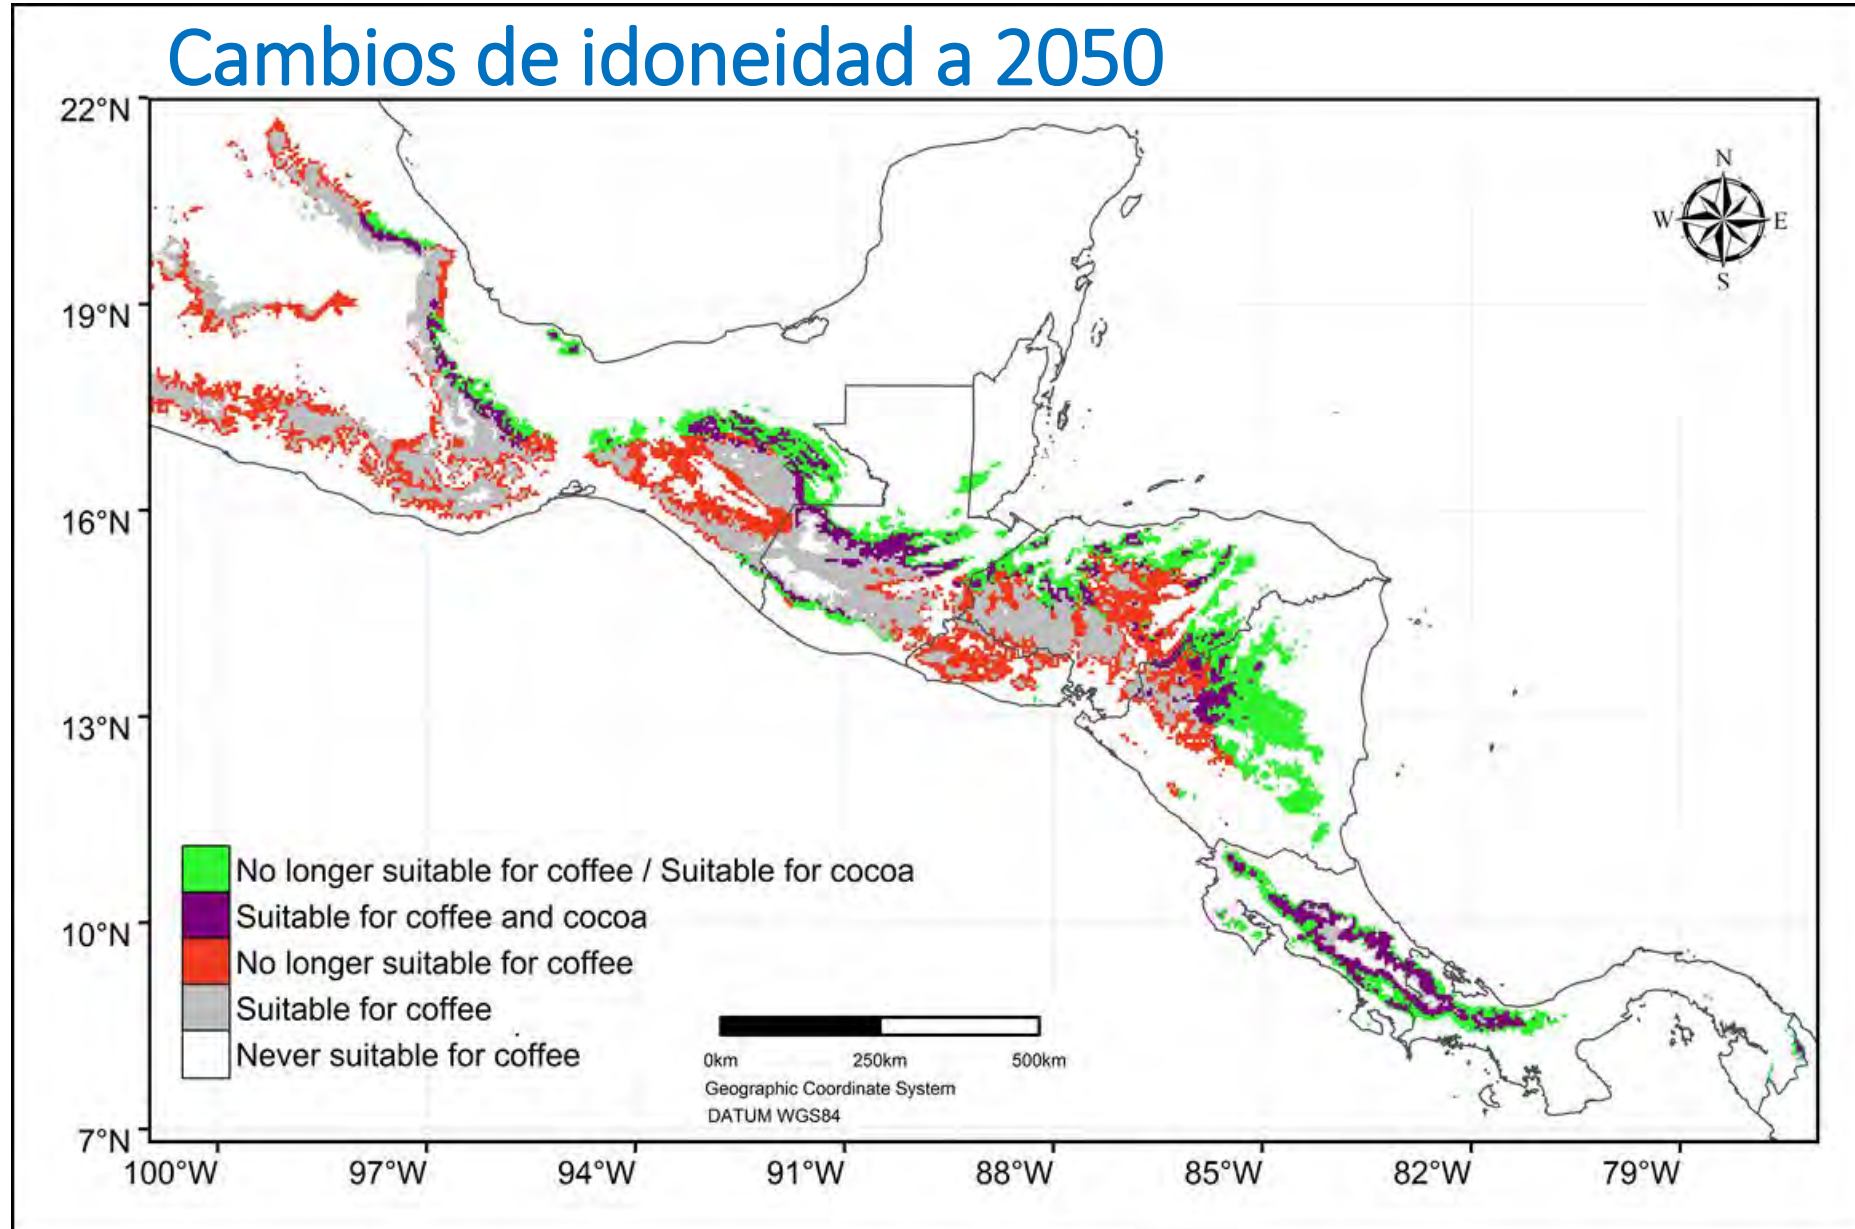 Cambios de idoneidad a 2050
22°N
19°N
16°N
13°N
10°N
7°N
N
W
E
S
No longer suitable for coffee / Suitable for cocoa
Suitable for coffee and cocoa
No longer suitable for coffee
Suitable for coffee
Never suitable for coffee
0km 250km 500km
Geographic Coordinate System
DATUM WGS84
100°W 97°W 94°W 91°W 88°W 85°W 82°W 79°W